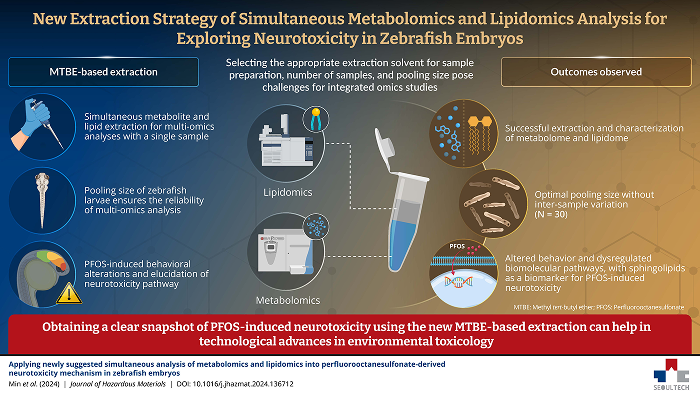 New Extraction Strategy of Simultaneous Metabolomics and Lipidomics Analysis for
Exploring Neurotoxicity in Zebrafish Embryos
MTBE-based extraction
Selecting the appropriate extraction solvent for sample
preparation, number of samples, and pooling size pose
challenges for integrated omics studies
Outcomes observed
Simultaneous metabolite and
lipid extraction for multi-omics
analyses with a single sample
Pooling size of zebrafish
larvae ensures the reliability
of multi-omics analysis
PFOS-induced behavioral
alterations and elucidation of
neurotoxicity pathway
Lipidomics
Metabolomics
Successful extraction and characterization
of metabolome and lipidome
Optimal pooling size without
inter-sample variation
(N = 30)
PFOS
Altered behavior and dysregulated
biomolecular pathways, with sphingolipids
as a biomarker for PFOS-induced
neurotoxicity
MTBE: Methyl tert-butyl ether; PFOS: Perfluorooctanesulfonate
Obtaining a clear snapshot of PFOS-induced neurotoxicity using the new MTBE-based extraction can help in
technological advances in environmental toxicology
Applying newly suggested simultaneous analysis of metabolomics and lipidomics into perfluorooctanesulfonate-derived
neurotoxicity mechanism in zebrafish embryos
Min et al. (2024) | Journal of Hazardous Materials | DOI: 10.1016/j.jhazmat.2024.136712
SEOULTECH